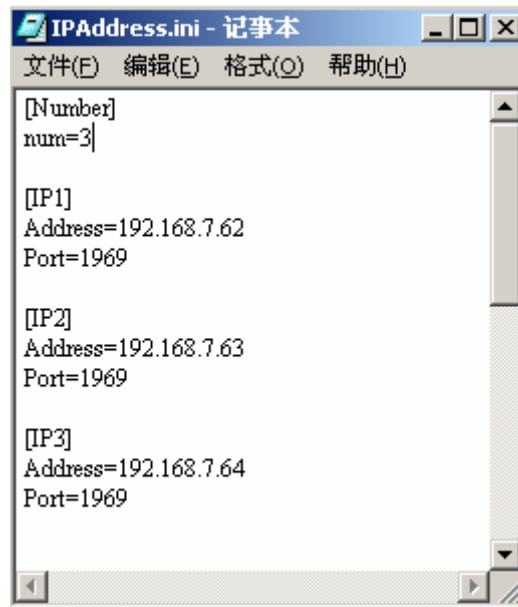 IPAddress.ini - 记事本
文件(F) 编辑(E) 格式(O) 帮助(H)
[Number]
num=3
[IP1]
Address=192.168.7.62
Port=1969
[IP2]
Address=192.168.7.63
Port=1969
[IP3]
Address=192.168.7.64
Port=1969